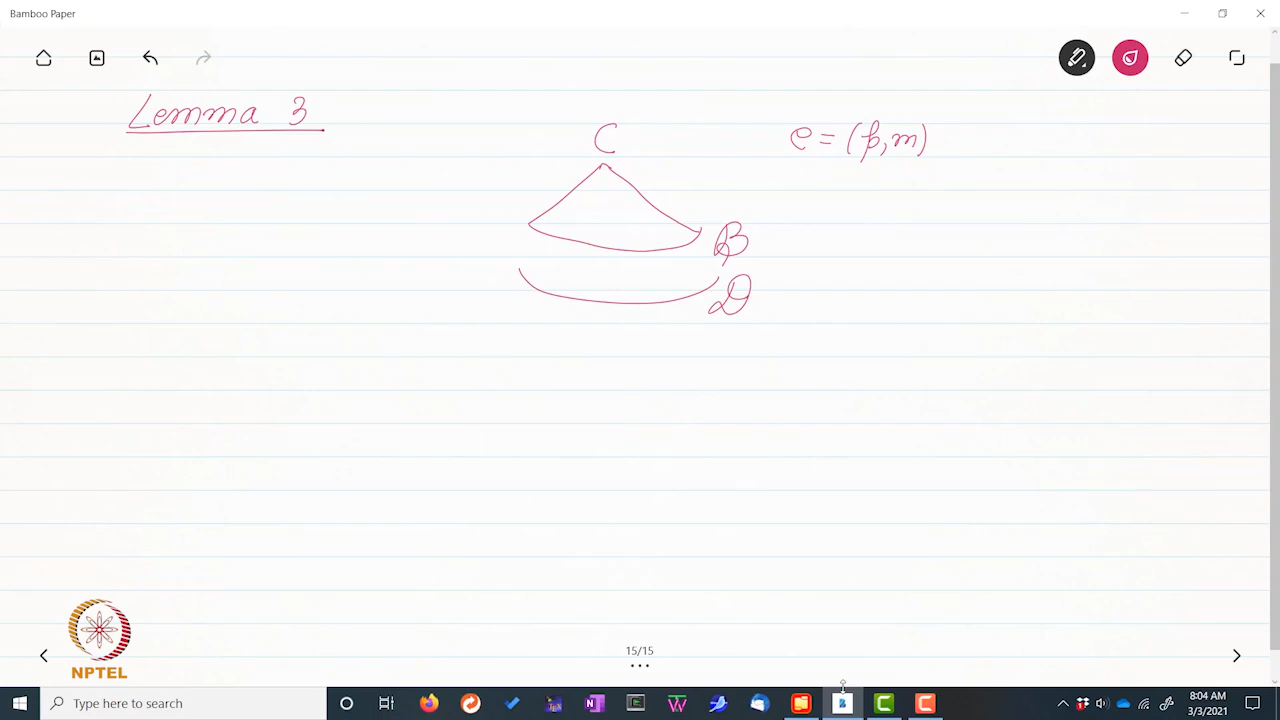 Bamboo Paper
Lemma 3
C
e = (p, m)
B
D
15/15
NPTEL
Type here to search
8:04 AM
3/3/2021